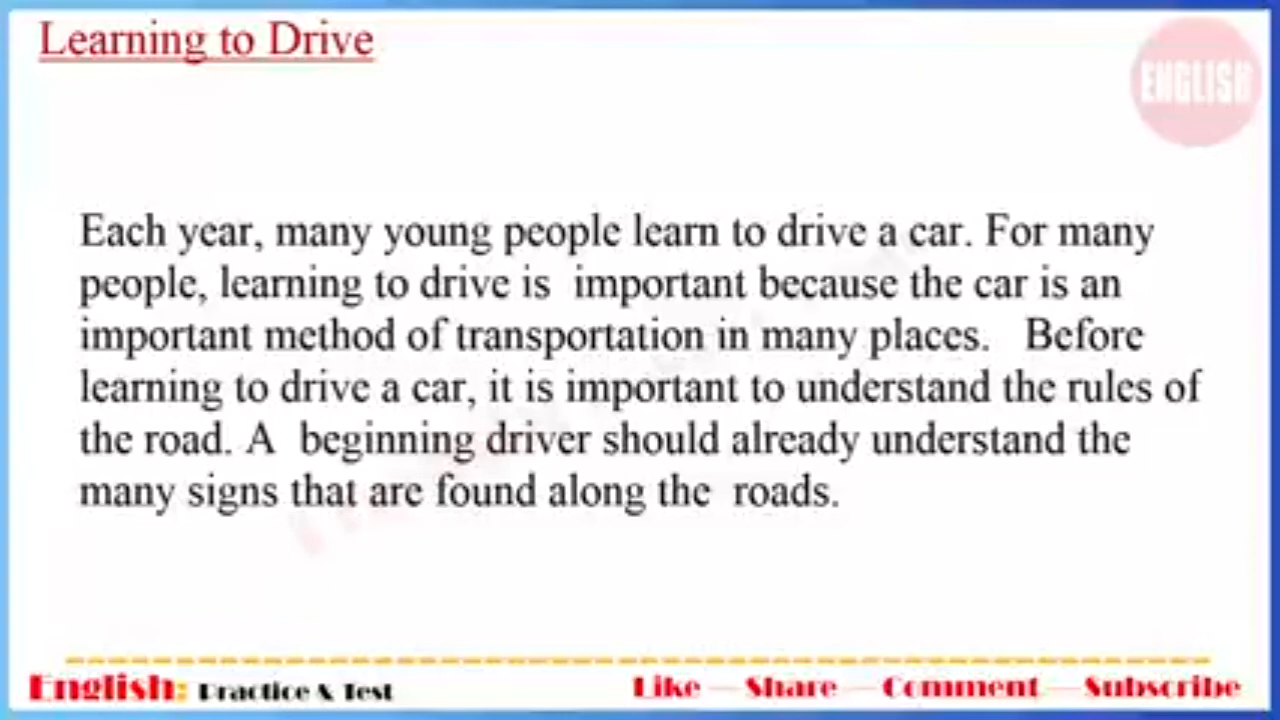 Learning to Drive
ENGLISH
Each year, many young people learn to drive a car. For many
people, learning to drive is important because the car is an
important method of transportation in many places. Before
learning to drive a car, it is important to understand the rules of
the road. A beginning driver should already understand the
many signs that are found along the roads.
English: Practice & Test
Like — Share — Comment — Subscribe